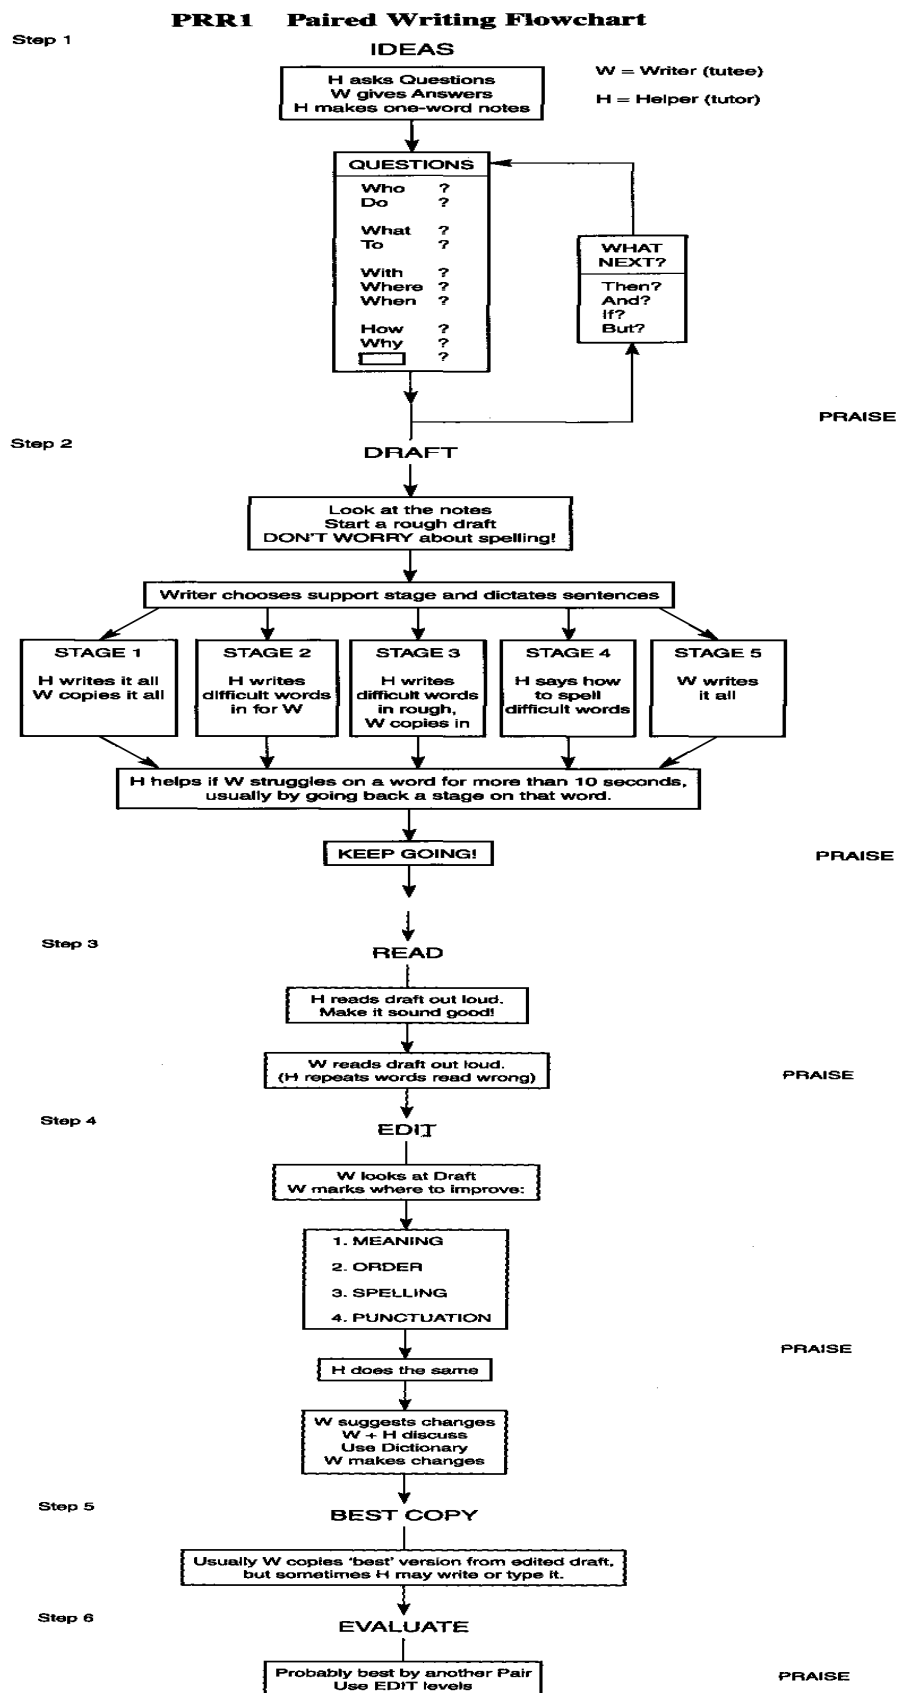 PRR1 Paired Writing Flowchart
Step 1
IDEAS
H asks Questions
W gives Answers
H makes one-word notes
W = Writer (tutee)
H = Helper (tutor)
QUESTIONS
Who ?
Do ?
What ?
To ?
With ?
Where ?
When ?
How ?
Why ?
?
WHAT
NEXT?
Then?
And?
If?
But?
PRAISE
Step 2
DRAFT
Look at the notes
Start a rough draft
DON'T WORRY about spelling!
Writer chooses support stage and dictates sentences
STAGE 1
H writes it all
W copies it all
STAGE 2
H writes
difficult words
in for W
STAGE 3
H writes
difficult words
in rough,
W copies in
STAGE 4
H says how
to spell
difficult words
STAGE 5
W writes
it all
H helps if W struggles on a word for more than 10 seconds,
usually by going back a stage on that word.
KEEP GOING!
PRAISE
Step 3
READ
H reads draft out loud.
Make it sound good!
W reads draft out loud.
(H repeats words read wrong)
PRAISE
Step 4
EDIT
W looks at Draft
W marks where to improve:
1. MEANING
2. ORDER
3. SPELLING
4. PUNCTUATION
PRAISE
H does the same
W suggests changes
W + H discuss
Use Dictionary
W makes changes
Step 5
BEST COPY
Usually W copies 'best' version from edited draft,
but sometimes H may write or type it.
Step 6
EVALUATE
Probably best by another Pair
Use EDIT levels
PRAISE